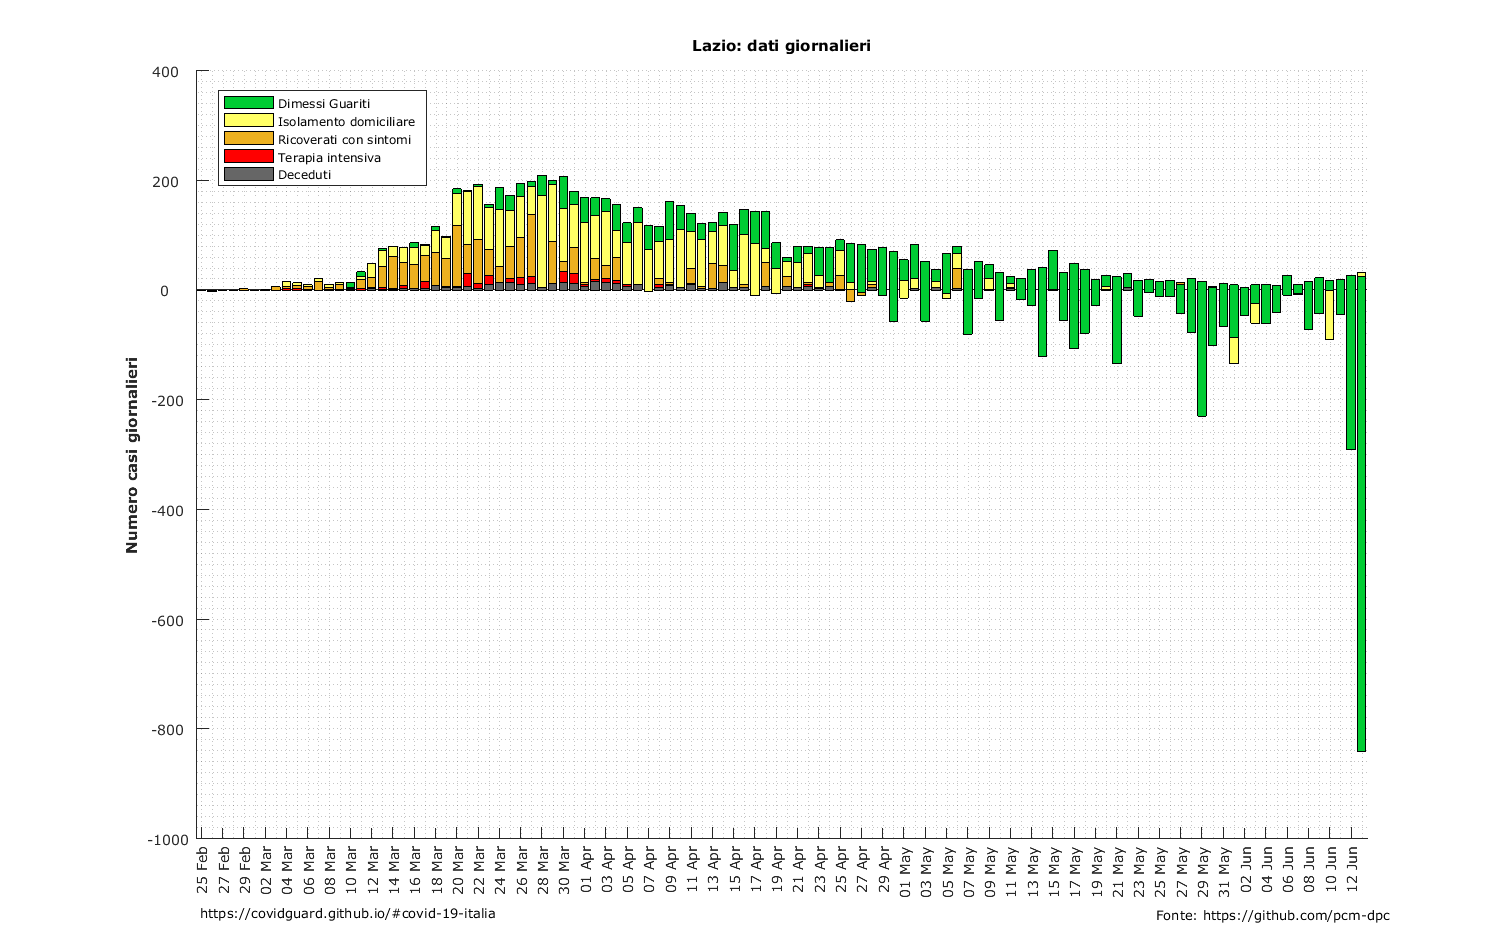 Lazio: dati giornalieri
400
200
0
-200
-400
-600
-800
-1000
Numero casi giornalieri
Dimessi Guariti
Isolamento domiciliare
Ricoverati con sintomi
Terapia intensiva
Deceduti
25 Feb
27 Feb
29 Feb
02 Mar
04 Mar
06 Mar
08 Mar
10 Mar
12 Mar
14 Mar
16 Mar
18 Mar
20 Mar
22 Mar
24 Mar
26 Mar
28 Mar
30 Mar
01 Apr
03 Apr
05 Apr
07 Apr
09 Apr
11 Apr
13 Apr
15 Apr
17 Apr
19 Apr
21 Apr
23 Apr
25 Apr
27 Apr
29 Apr
01 May
03 May
05 May
07 May
09 May
11 May
13 May
15 May
17 May
19 May
21 May
23 May
25 May
27 May
29 May
31 May
02 Jun
04 Jun
06 Jun
08 Jun
10 Jun
12 Jun
https://covidguard.github.io/#covid-19-italia
Fonte: https://github.com/pcm-dpc